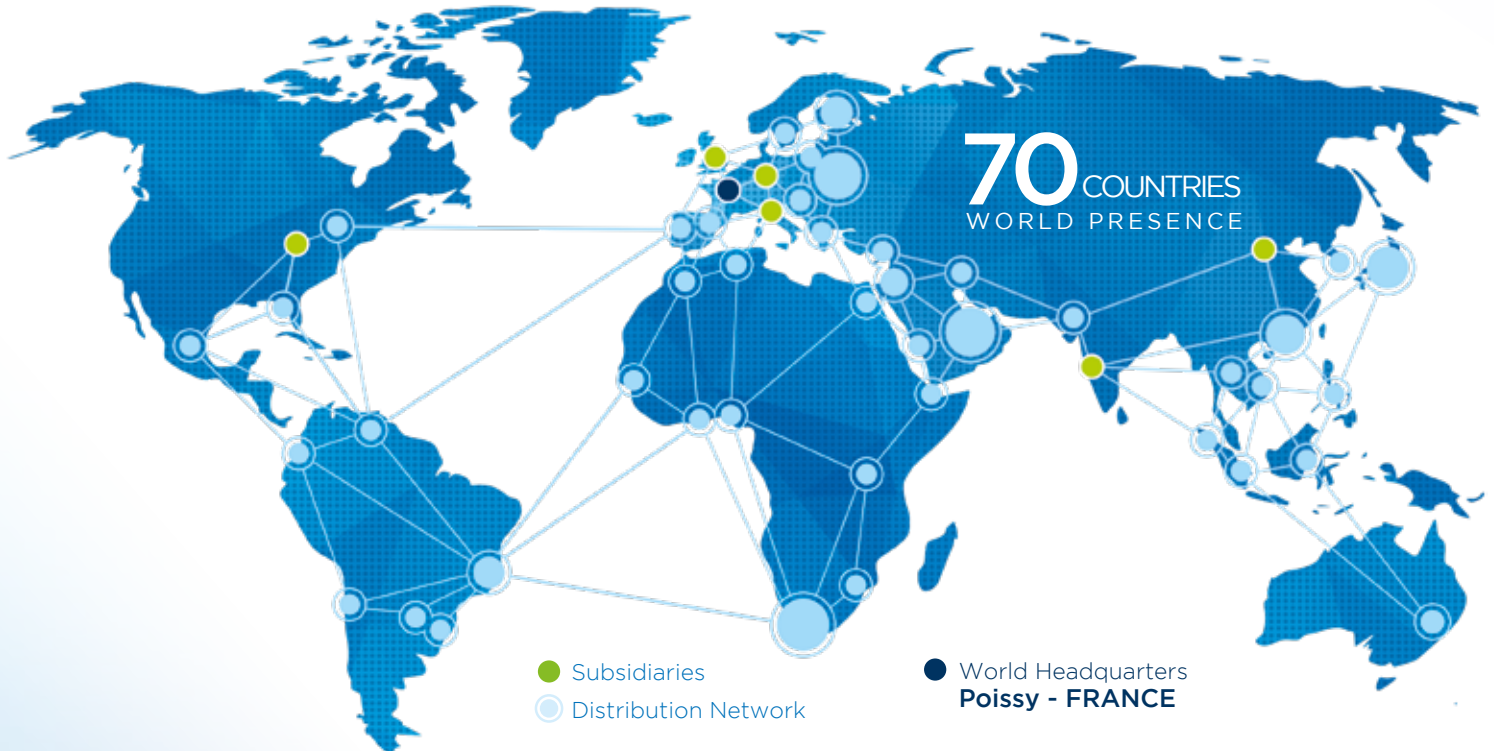 70 COUNTRIES
WORLD PRESENCE
Subsidiaries
Distribution Network
World Headquarters
Poissy - FRANCE